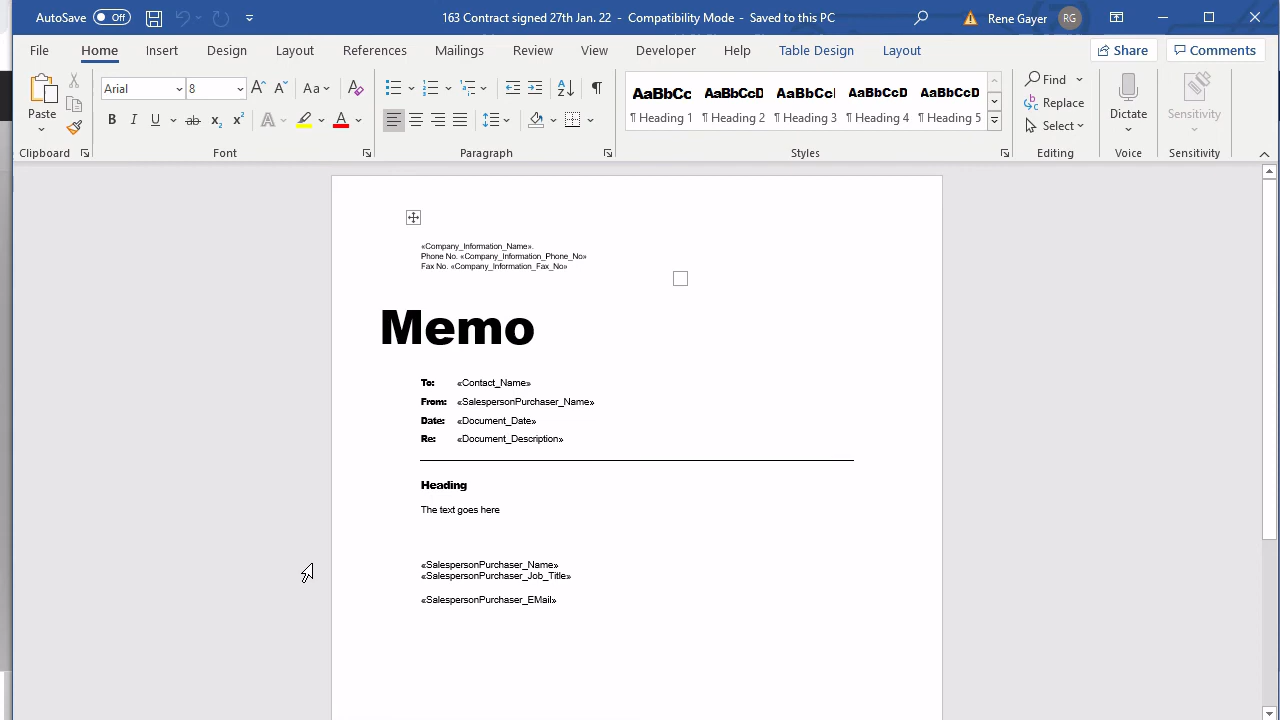 AutoSave Off 163 Contract signed 27th Jan. 22 - Compatibility Mode - Saved to this PC Rene Gayer RG
File Home Insert Design Layout References Mailings Review View Developer Help Table Design Layout Share Comments
Paste Arial 8 Aa
B I U ab x2 x2 A A
AaBbCc AaBbCcD AaBbCcI AaBbCcD AaBbCcD
¶ Heading 1 ¶ Heading 2 ¶ Heading 3 ¶ Heading 4 ¶ Heading 5
Find
Replace
Select
Dictate
Sensitivity
Clipboard Font Paragraph Styles Editing Voice Sensitivity
«Company_Information_Name».
Phone No. «Company_Information_Phone_No»
Fax No. «Company_Information_Fax_No»
Memo
To: «Contact_Name»
From: «SalespersonPurchaser_Name»
Date: «Document_Date»
Re: «Document_Description»
Heading
The text goes here
«SalespersonPurchaser_Name»
«SalespersonPurchaser_Job_Title»
«SalespersonPurchaser_EMail»